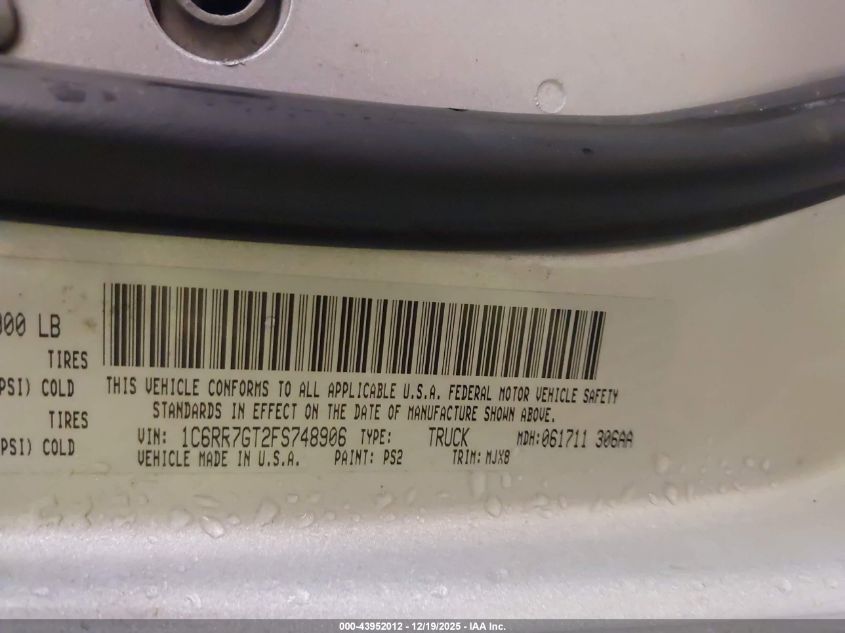 000 LB
TIRES
PSI) COLD
TIRES
PSI) COLD
THIS VEHICLE CONFORMS TO ALL APPLICABLE U.S.A. FEDERAL MOTOR VEHICLE SAFETY
STANDARDS IN EFFECT ON THE DATE OF MANUFACTURE SHOWN ABOVE.
VIN: 1C6RR7GT2FS748906 TYPE: TRUCK MDH:061711 306AA
VEHICLE MADE IN U.S.A. PAINT: PS2 TRIM: MJX8
000-43952012 - 12/19/2025 - IAA Inc.